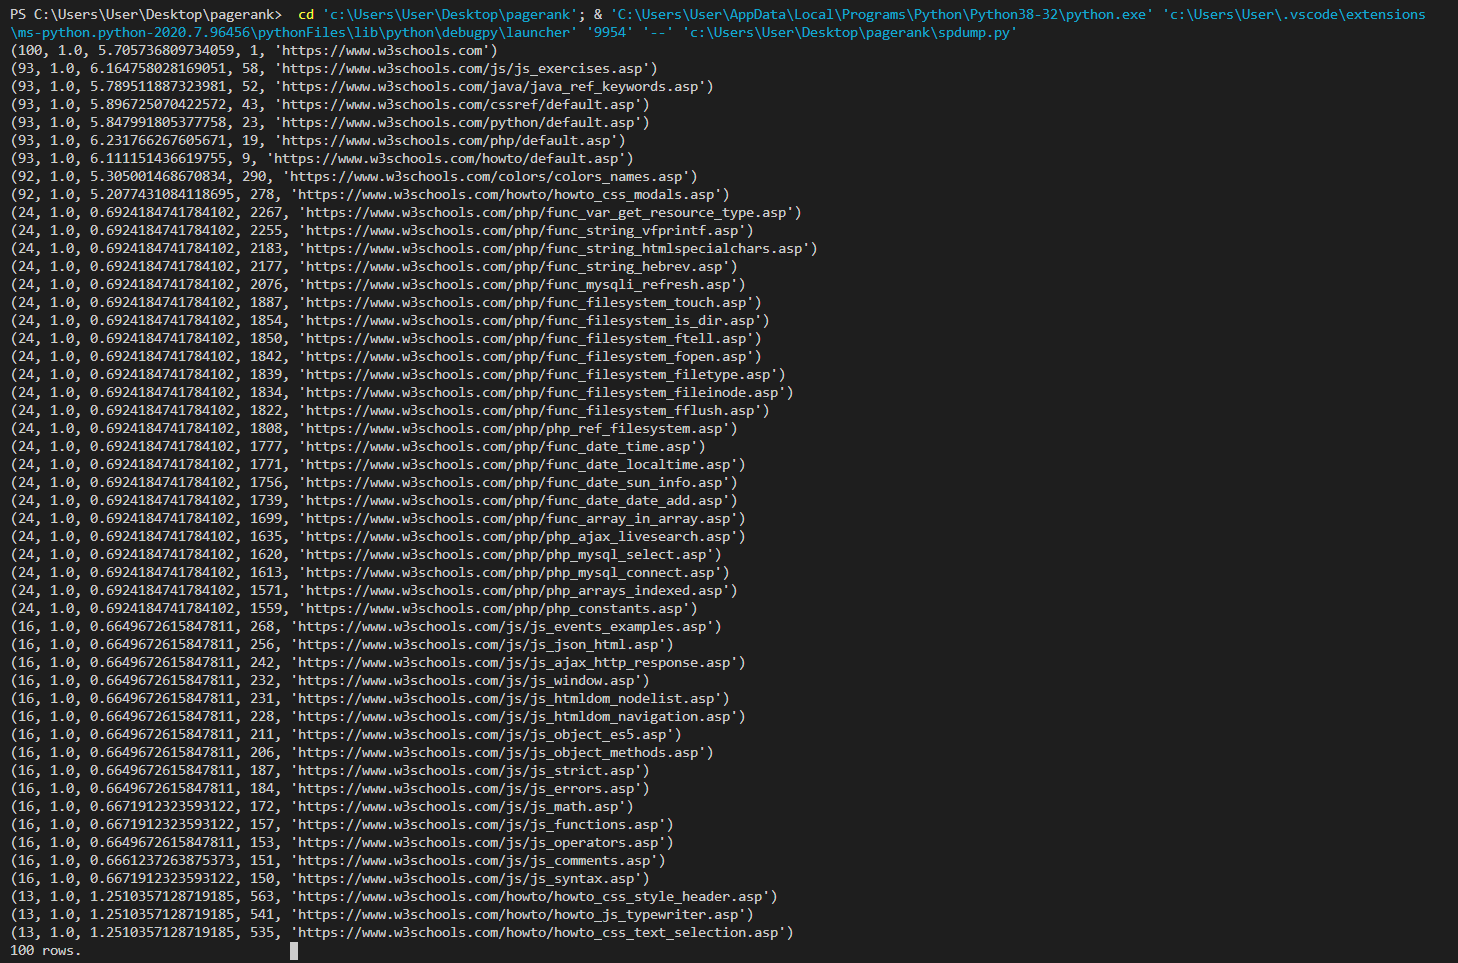 PS C:\Users\User\Desktop\pagerank>  cd 'c:\Users\User\Desktop\pagerank'; & 'C:\Users\User\AppData\Local\Programs\Python\Python38-32\python.exe' 'c:\Users\User\.vscode\extensions
\ms-python.python-2020.7.96456\pythonFiles\lib\python\debugpy\launcher' '9954' '--' 'c:\Users\User\Desktop\pagerank\spdump.py'
(100, 1.0, 5.705736809734059, 1, 'https://www.w3schools.com')
(93, 1.0, 6.164758028169051, 58, 'https://www.w3schools.com/js/js_exercises.asp')
(93, 1.0, 5.789511887323981, 52, 'https://www.w3schools.com/java/java_ref_keywords.asp')
(93, 1.0, 5.896725070422572, 43, 'https://www.w3schools.com/cssref/default.asp')
(93, 1.0, 5.847991805377758, 23, 'https://www.w3schools.com/python/default.asp')
(93, 1.0, 6.231766267605671, 19, 'https://www.w3schools.com/php/default.asp')
(93, 1.0, 6.111151436619755, 9, 'https://www.w3schools.com/howto/default.asp')
(92, 1.0, 5.305001468670834, 290, 'https://www.w3schools.com/colors/colors_names.asp')
(92, 1.0, 5.2077431084118695, 278, 'https://www.w3schools.com/howto/howto_css_modals.asp')
(24, 1.0, 0.6924184741784102, 2267, 'https://www.w3schools.com/php/func_var_get_resource_type.asp')
(24, 1.0, 0.6924184741784102, 2255, 'https://www.w3schools.com/php/func_string_vfprintf.asp')
(24, 1.0, 0.6924184741784102, 2183, 'https://www.w3schools.com/php/func_string_htmlspecialchars.asp')
(24, 1.0, 0.6924184741784102, 2177, 'https://www.w3schools.com/php/func_string_hebrev.asp')
(24, 1.0, 0.6924184741784102, 2076, 'https://www.w3schools.com/php/func_mysqli_refresh.asp')
(24, 1.0, 0.6924184741784102, 1887, 'https://www.w3schools.com/php/func_filesystem_touch.asp')
(24, 1.0, 0.6924184741784102, 1854, 'https://www.w3schools.com/php/func_filesystem_is_dir.asp')
(24, 1.0, 0.6924184741784102, 1850, 'https://www.w3schools.com/php/func_filesystem_ftell.asp')
(24, 1.0, 0.6924184741784102, 1842, 'https://www.w3schools.com/php/func_filesystem_fopen.asp')
(24, 1.0, 0.6924184741784102, 1839, 'https://www.w3schools.com/php/func_filesystem_filetype.asp')
(24, 1.0, 0.6924184741784102, 1834, 'https://www.w3schools.com/php/func_filesystem_fileinode.asp')
(24, 1.0, 0.6924184741784102, 1822, 'https://www.w3schools.com/php/func_filesystem_fflush.asp')
(24, 1.0, 0.6924184741784102, 1808, 'https://www.w3schools.com/php/php_ref_filesystem.asp')
(24, 1.0, 0.6924184741784102, 1777, 'https://www.w3schools.com/php/func_date_time.asp')
(24, 1.0, 0.6924184741784102, 1771, 'https://www.w3schools.com/php/func_date_localtime.asp')
(24, 1.0, 0.6924184741784102, 1756, 'https://www.w3schools.com/php/func_date_sun_info.asp')
(24, 1.0, 0.6924184741784102, 1739, 'https://www.w3schools.com/php/func_date_date_add.asp')
(24, 1.0, 0.6924184741784102, 1699, 'https://www.w3schools.com/php/func_array_in_array.asp')
(24, 1.0, 0.6924184741784102, 1635, 'https://www.w3schools.com/php/php_ajax_livesearch.asp')
(24, 1.0, 0.6924184741784102, 1620, 'https://www.w3schools.com/php/php_mysql_select.asp')
(24, 1.0, 0.6924184741784102, 1613, 'https://www.w3schools.com/php/php_mysql_connect.asp')
(24, 1.0, 0.6924184741784102, 1571, 'https://www.w3schools.com/php/php_arrays_indexed.asp')
(24, 1.0, 0.6924184741784102, 1559, 'https://www.w3schools.com/php/php_constants.asp')
(16, 1.0, 0.6649672615847811, 268, 'https://www.w3schools.com/js/js_events_examples.asp')
(16, 1.0, 0.6649672615847811, 256, 'https://www.w3schools.com/js/js_json_html.asp')
(16, 1.0, 0.6649672615847811, 242, 'https://www.w3schools.com/js/js_ajax_http_response.asp')
(16, 1.0, 0.6649672615847811, 232, 'https://www.w3schools.com/js/js_window.asp')
(16, 1.0, 0.6649672615847811, 231, 'https://www.w3schools.com/js/js_htmldom_nodelist.asp')
(16, 1.0, 0.6649672615847811, 228, 'https://www.w3schools.com/js/js_htmldom_navigation.asp')
(16, 1.0, 0.6649672615847811, 211, 'https://www.w3schools.com/js/js_object_es5.asp')
(16, 1.0, 0.6649672615847811, 206, 'https://www.w3schools.com/js/js_object_methods.asp')
(16, 1.0, 0.6649672615847811, 187, 'https://www.w3schools.com/js/js_strict.asp')
(16, 1.0, 0.6649672615847811, 184, 'https://www.w3schools.com/js/js_errors.asp')
(16, 1.0, 0.6671912323593122, 172, 'https://www.w3schools.com/js/js_math.asp')
(16, 1.0, 0.6671912323593122, 157, 'https://www.w3schools.com/js/js_functions.asp')
(16, 1.0, 0.6649672615847811, 153, 'https://www.w3schools.com/js/js_operators.asp')
(16, 1.0, 0.6661237263875373, 151, 'https://www.w3schools.com/js/js_comments.asp')
(16, 1.0, 0.6671912323593122, 150, 'https://www.w3schools.com/js/js_syntax.asp')
(13, 1.0, 1.2510357128719185, 563, 'https://www.w3schools.com/howto/howto_css_style_header.asp')
(13, 1.0, 1.2510357128719185, 541, 'https://www.w3schools.com/howto/howto_js_typewriter.asp')
(13, 1.0, 1.2510357128719185, 535, 'https://www.w3schools.com/howto/howto_css_text_selection.asp')
100 rows.